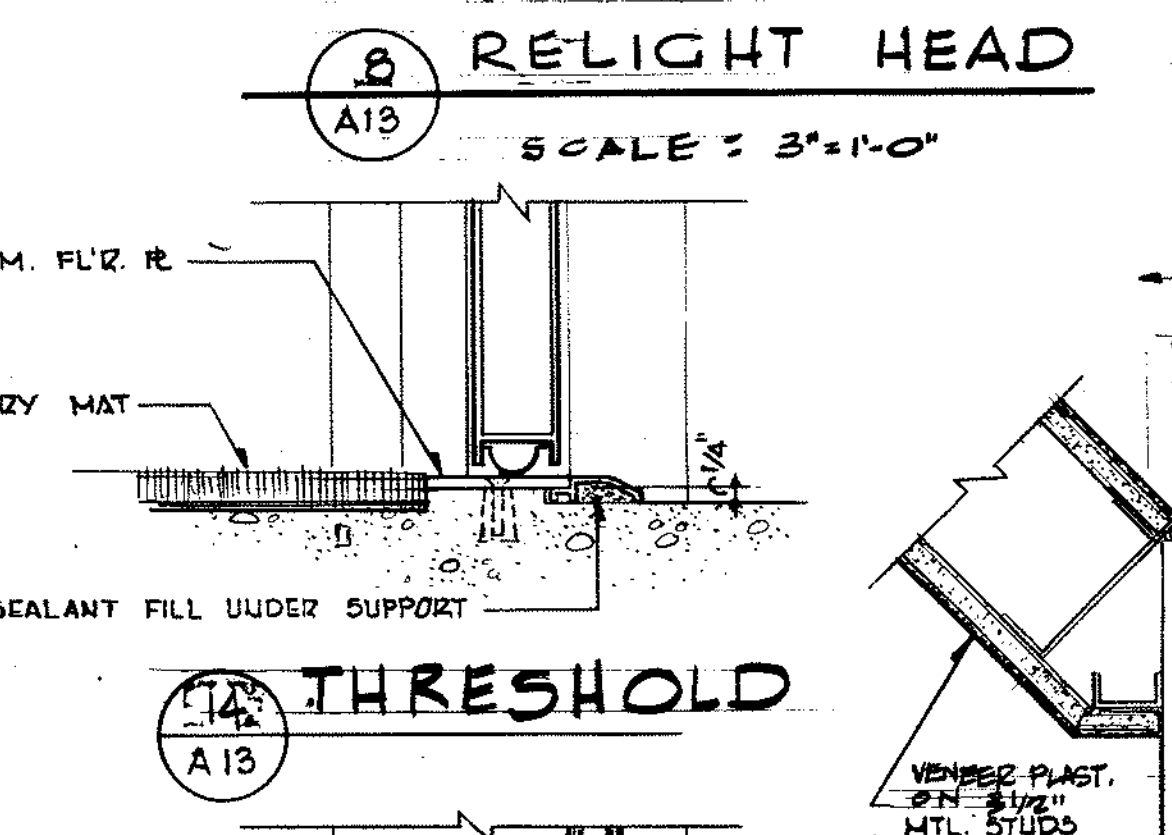 8
A13
RELIGHT HEAD
SCALE : 3"=1'-0"
M. FL'R. PL
MAT
1/4"
SEALANT FILL UNDER SUPPORT
14
A13
THRESHOLD
VENEER PLAST.
ON 3 1/2"
MTL. STUDS